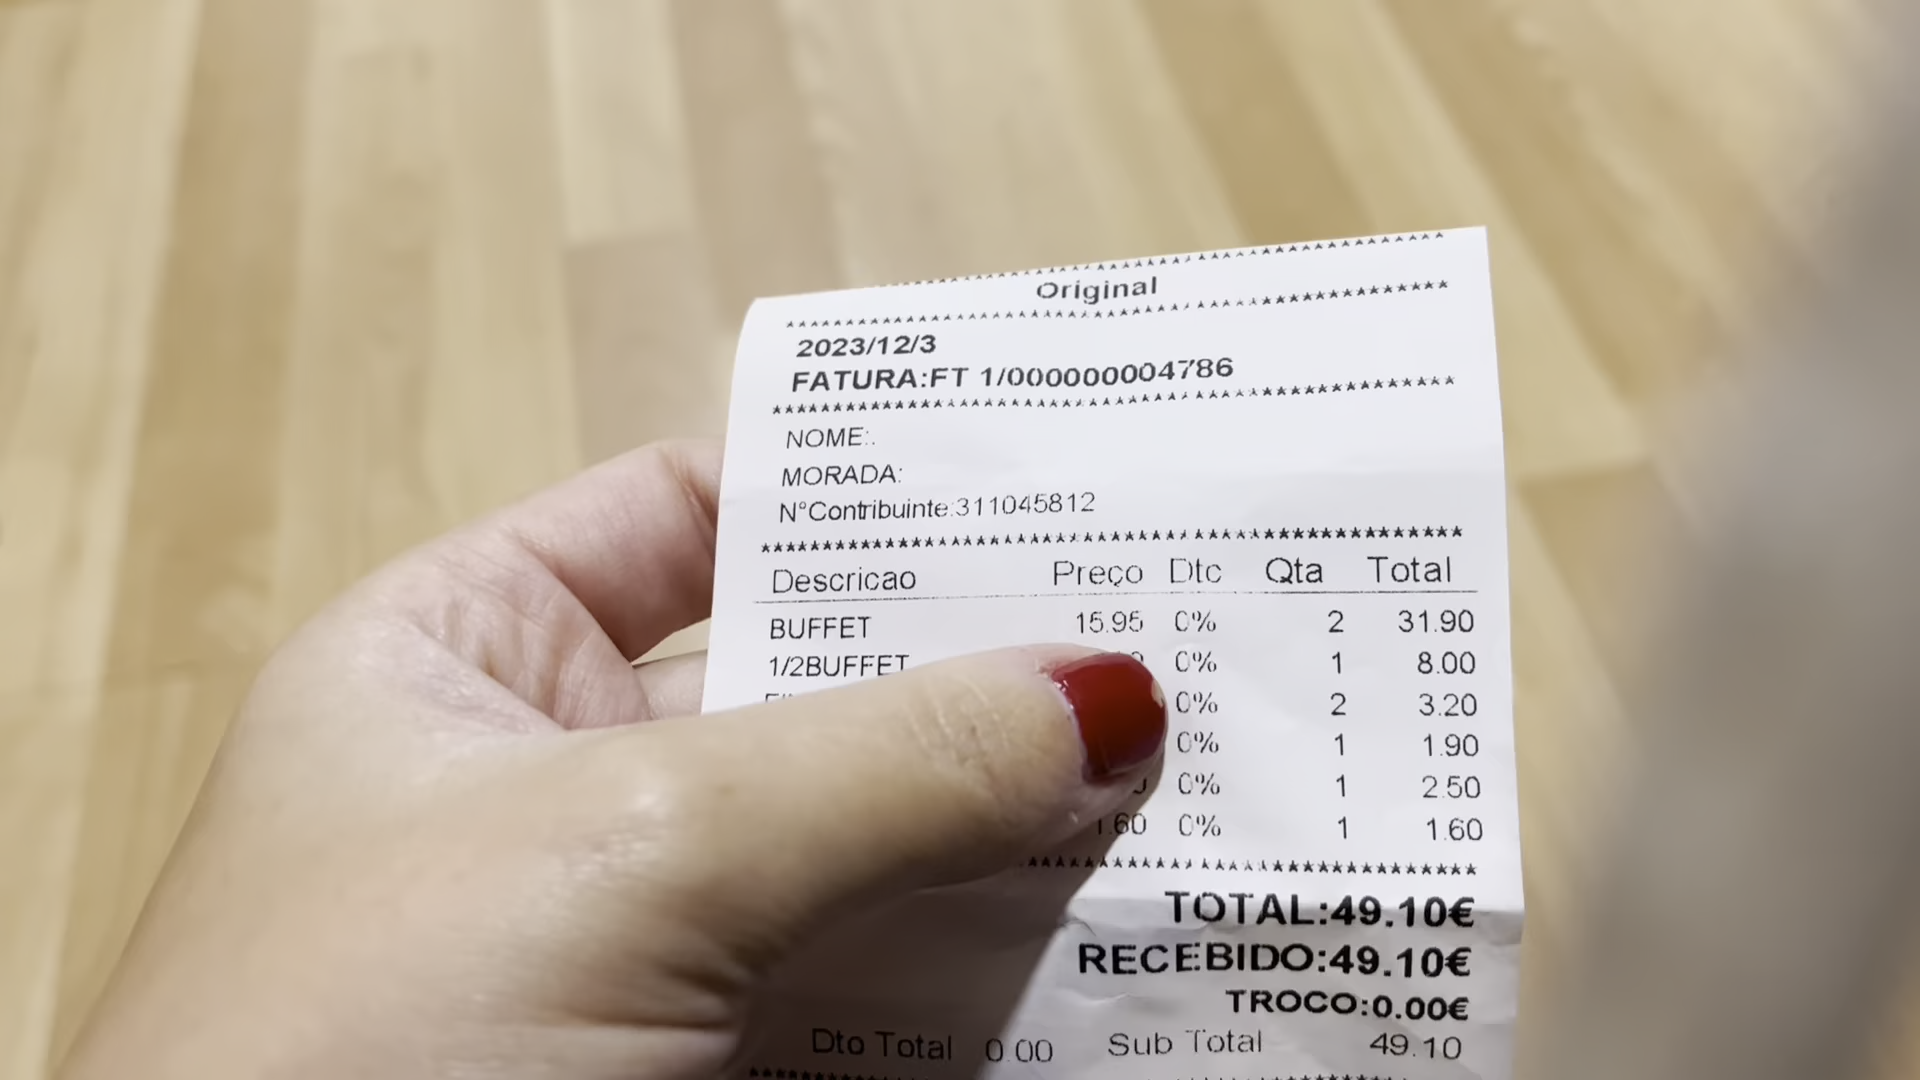 Original
2023/12/3
FATURA:FT 1/000000004786
NOME:.
MORADA:
N°Contribuinte:311045812
Descricao Preço Dtc Qta Total
BUFFET 15.95 0% 2 31.90
1/2BUFFET 0% 1 8.00
0% 2 3.20
0% 1 1.90
0% 1 2.50
1.60 0% 1 1.60
TOTAL:49.10€
RECEBIDO:49.10€
TROCO:0.00€
Dto Total 0.00 Sub Total 49.10